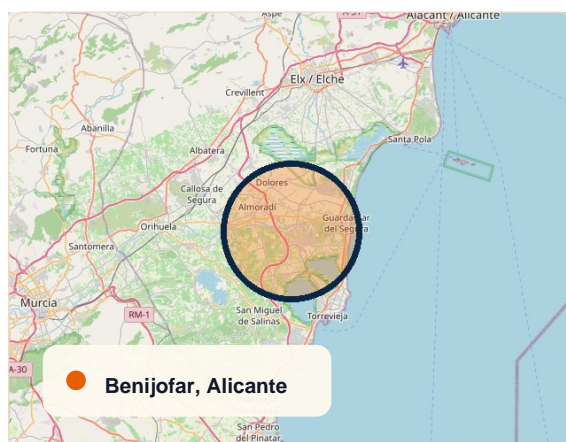 Aspe
A-31
Alacant / Alicante
Elx / Elche
Crevillent
Abanilla
Fortuna
Albatera
Santa Pola
Callosa de
Segura
Dolores
Almoradí
Guardamar
del Segura
Orihuela
Santomera
Murcia
RM-1
San Miguel
de Salinas
Torrevieja
A-30
Benijofar, Alicante
San Pedro
del Pinatar